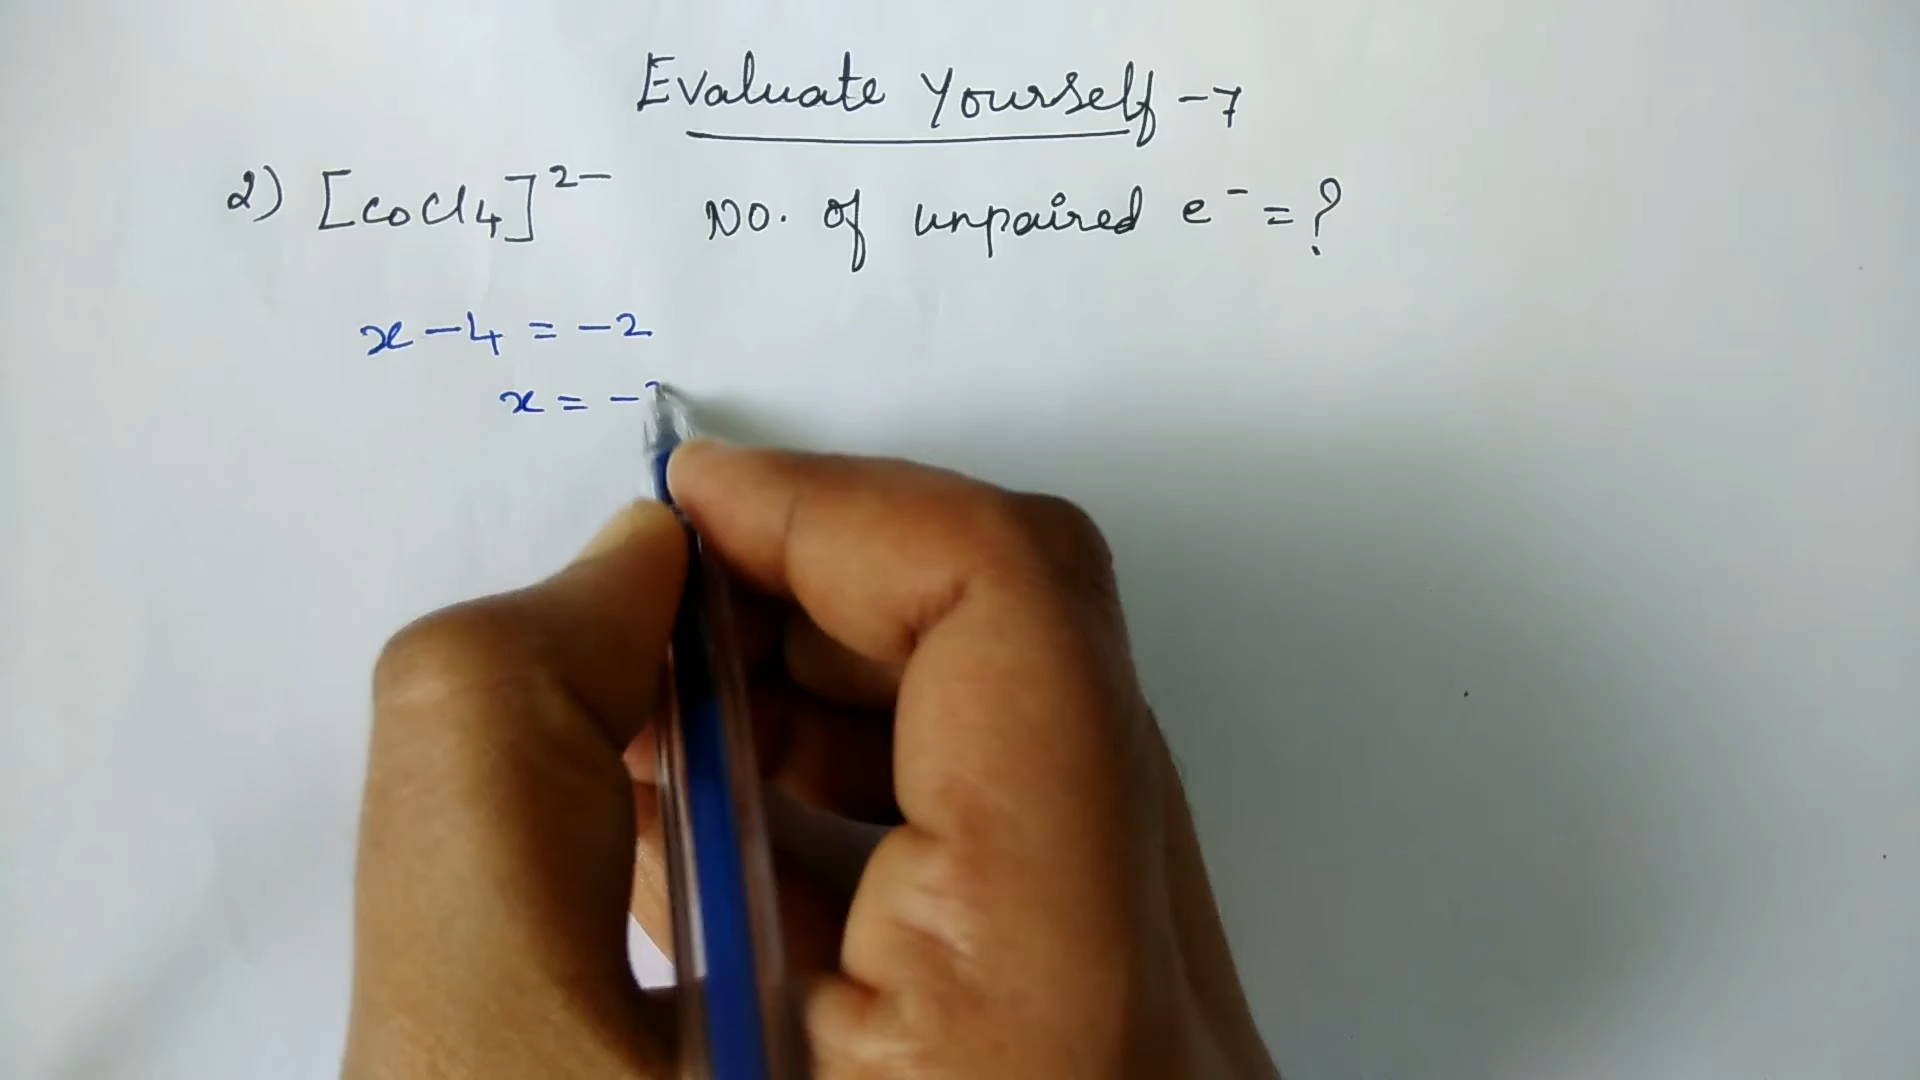 Evaluate Yourself -7
2) [CoCl4]2- No. of unpaired e- = ?
x - 4 = -2
x = -